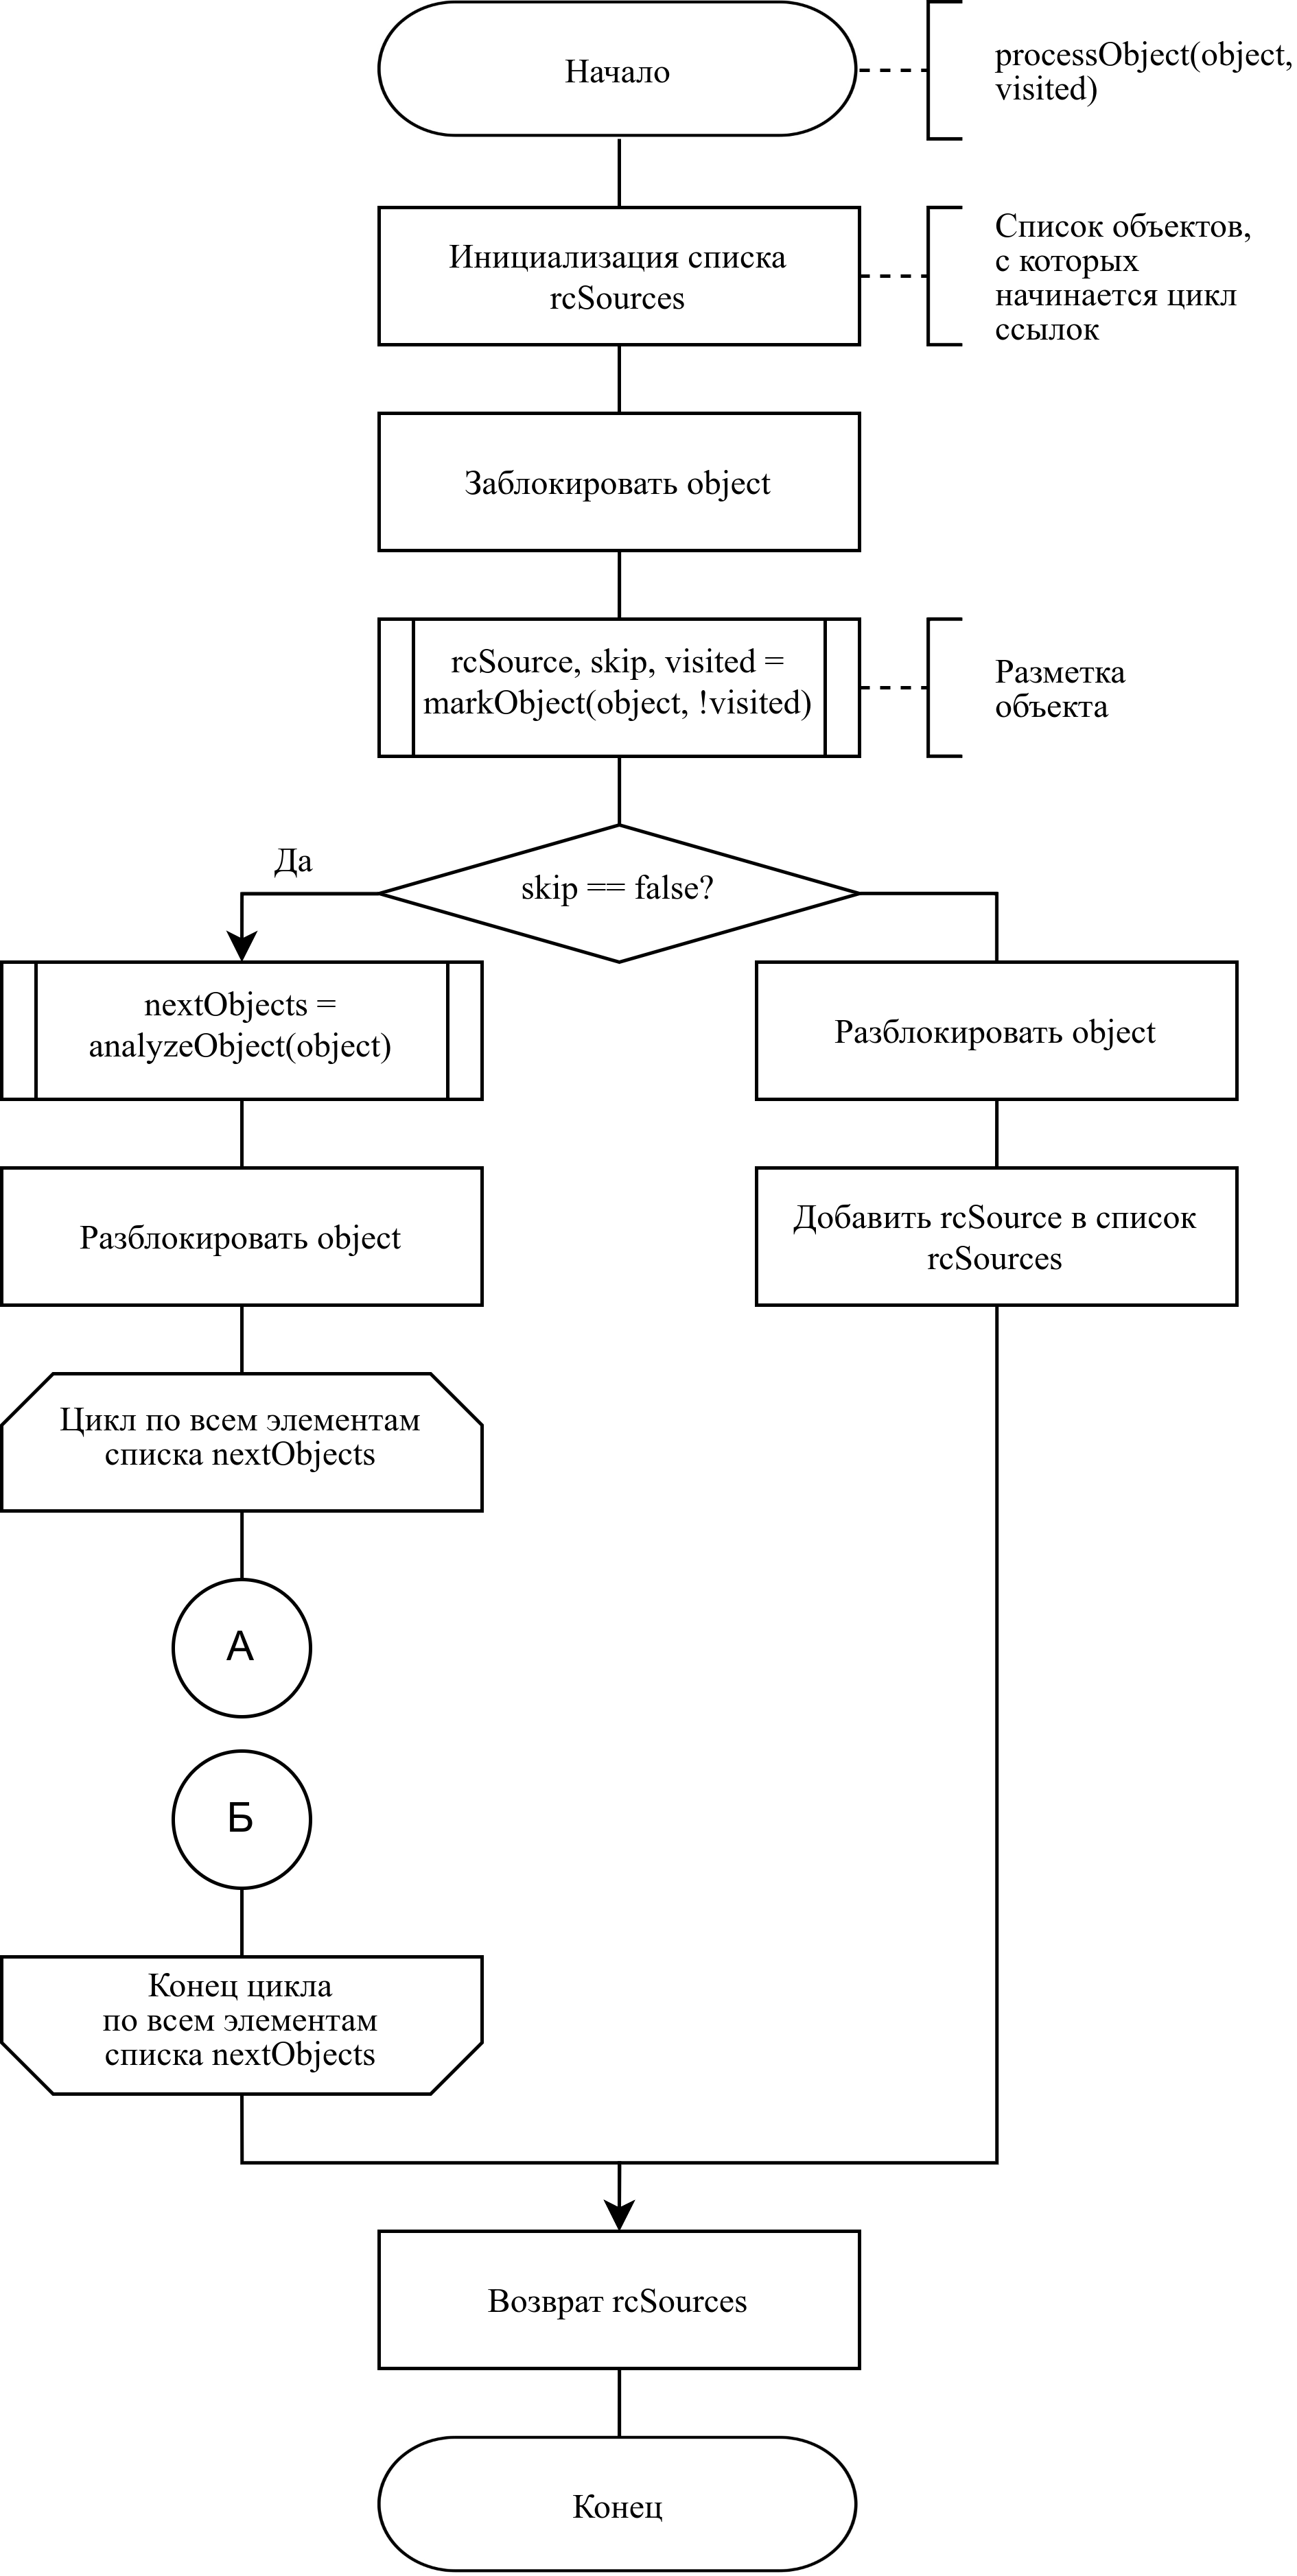 Начало
processObject(object,
visited)
Инициализация списка
rcSources
Список объектов,
с которых
начинается цикл
ссылок
Заблокировать object
rcSource, skip, visited =
markObject(object, !visited)
Разметка
объекта
Да
skip == false?
nextObjects =
analyzeObject(object)
Разблокировать object
Разблокировать object
Добавить rcSource в список
rcSources
Цикл по всем элементам
списка nextObjects
А
Б
Конец цикла
по всем элементам
списка nextObjects
Возврат rcSources
Конец